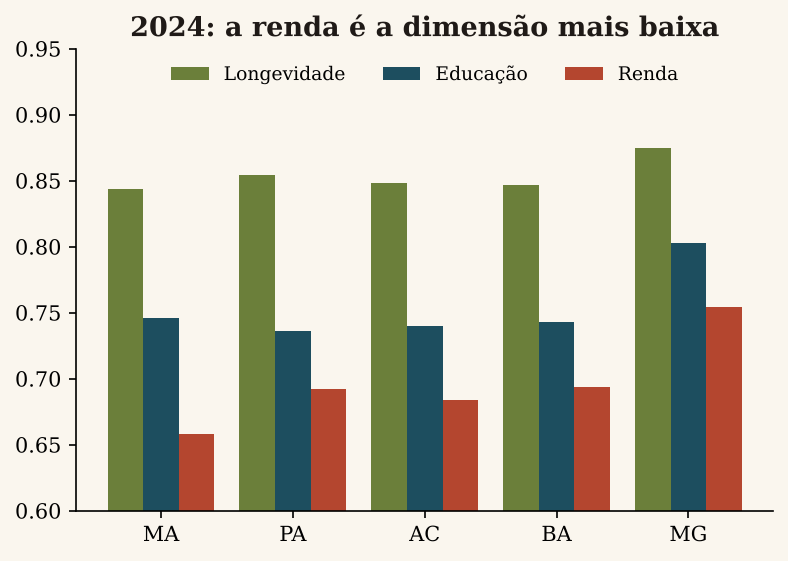 2024: a renda é a dimensão mais baixa
Longevidade Educação Renda
0.95
0.90
0.85
0.80
0.75
0.70
0.65
0.60
MA PA AC BA MG